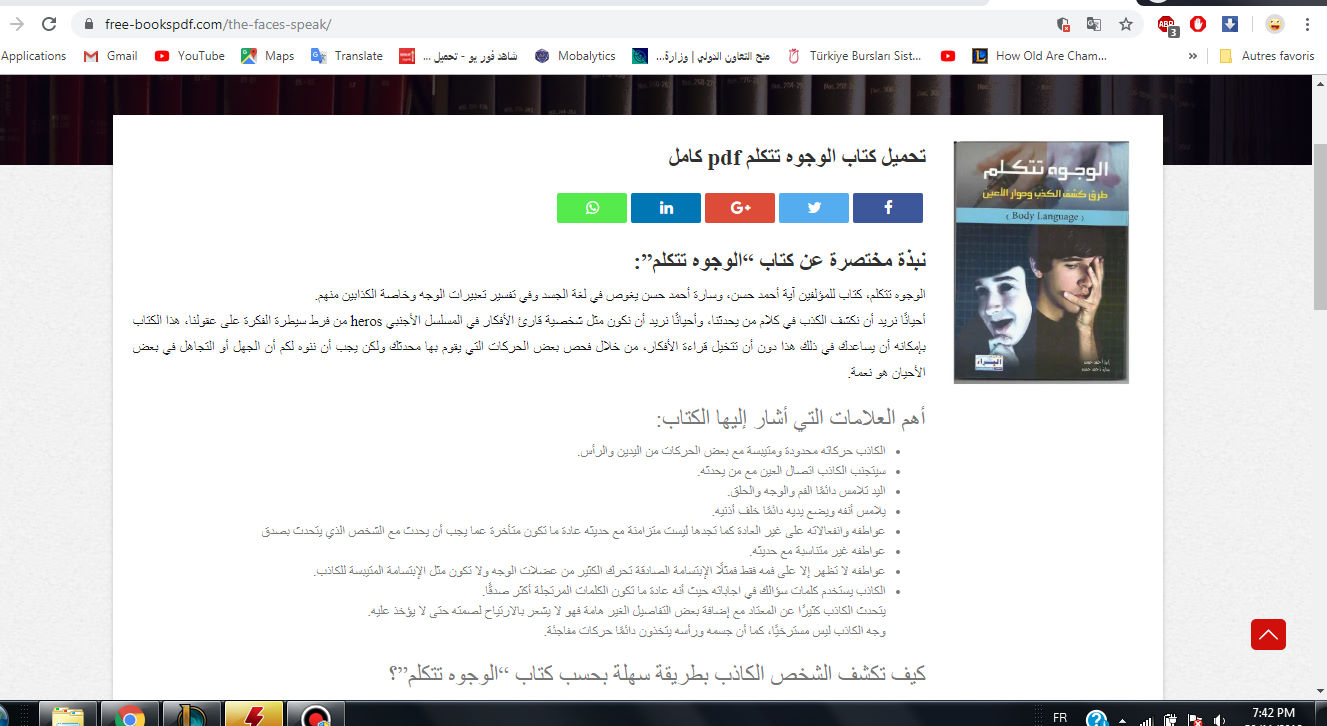 free-bookspdf.com/the-faces-speak/
ABP
3
Applications
Gmail
YouTube
Maps
Translate
شاهد فور يو - تحميل ...
Mobalytics
منح التعاون الدولي | وزارة...
Türkiye Bursları Sist...
How Old Are Cham...
»
Autres favoris
تحميل كتاب الوجوه تتكلم pdf كامل
الوجوه تتكلم
طرق كشف الكذب وحوار الأعين
( Body Language )
نبذة مختصرة عن كتاب “الوجوه تتكلم”:
الوجوه تتكلم، كتاب للمؤلفين آية أحمد حسن، وسارة أحمد حسن يغوص في لغة الجسد وفي تفسير تعبيرات الوجه وخاصة الكذابين منهم.
أحيانًا نريد أن نكشف الكذب في كلام من يحدثنا، وأحيانًا نريد أن نكون مثل شخصية قارئ الأفكار في المسلسل الأجنبي heros من فرط سيطرة الفكرة على عقولنا، هذا الكتاب
بإمكانه أن يساعدك في ذلك هذا دون أن تتخيل قراءة الأفكار، من خلال فحص بعض الحركات التي يقوم بها محدثك ولكن يجب أن ننوه لكم أن الجهل أو التجاهل في بعض
الأحيان هو نعمة.
أهم العلامات التي أشار إليها الكتاب:
الكاذب حركاته محدودة ومتيبسة مع بعض الحركات من اليدين والرأس.
سيتجنب الكاذب اتصال العين مع من يحدثه.
اليد تلامس دائمًا الفم والوجه والحلق.
يلامس أنفه ويضع يديه دائمًا خلف أذنيه.
عواطفه وانفعالاته على غير العادة كما تجدها ليست متزامنة مع حديثه عادة ما تكون متأخرة عما يجب أن يحدث مع الشخص الذي يتحدث بصدق
عواطفه غير متناسبة مع حديثه.
عواطفه لا تظهر إلا على فمه فقط فمثلًا الإبتسامة الصادقة تحرك الكثير من عضلات الوجه ولا تكون مثل الإبتسامة المتيبسة للكاذب.
الكاذب يستخدم كلمات سؤالك في اجاباته حيث أنه عادة ما تكون الكلمات المرتجلة أكثر صدقًا.
يتحدث الكاذب كثيرًا عن المعتاد مع إضافة بعض التفاصيل الغير هامة فهو لا يشعر بالارتياح لصمته حتى لا يؤخذ عليه.
وجه الكاذب ليس مسترخيًا، كما أن جسمه ورأسه يتخذون دائمًا حركات مفاجئة.
كيف تكشف الشخص الكاذب بطريقة سهلة بحسب كتاب “الوجوه تتكلم”؟
FR
7:42 PM